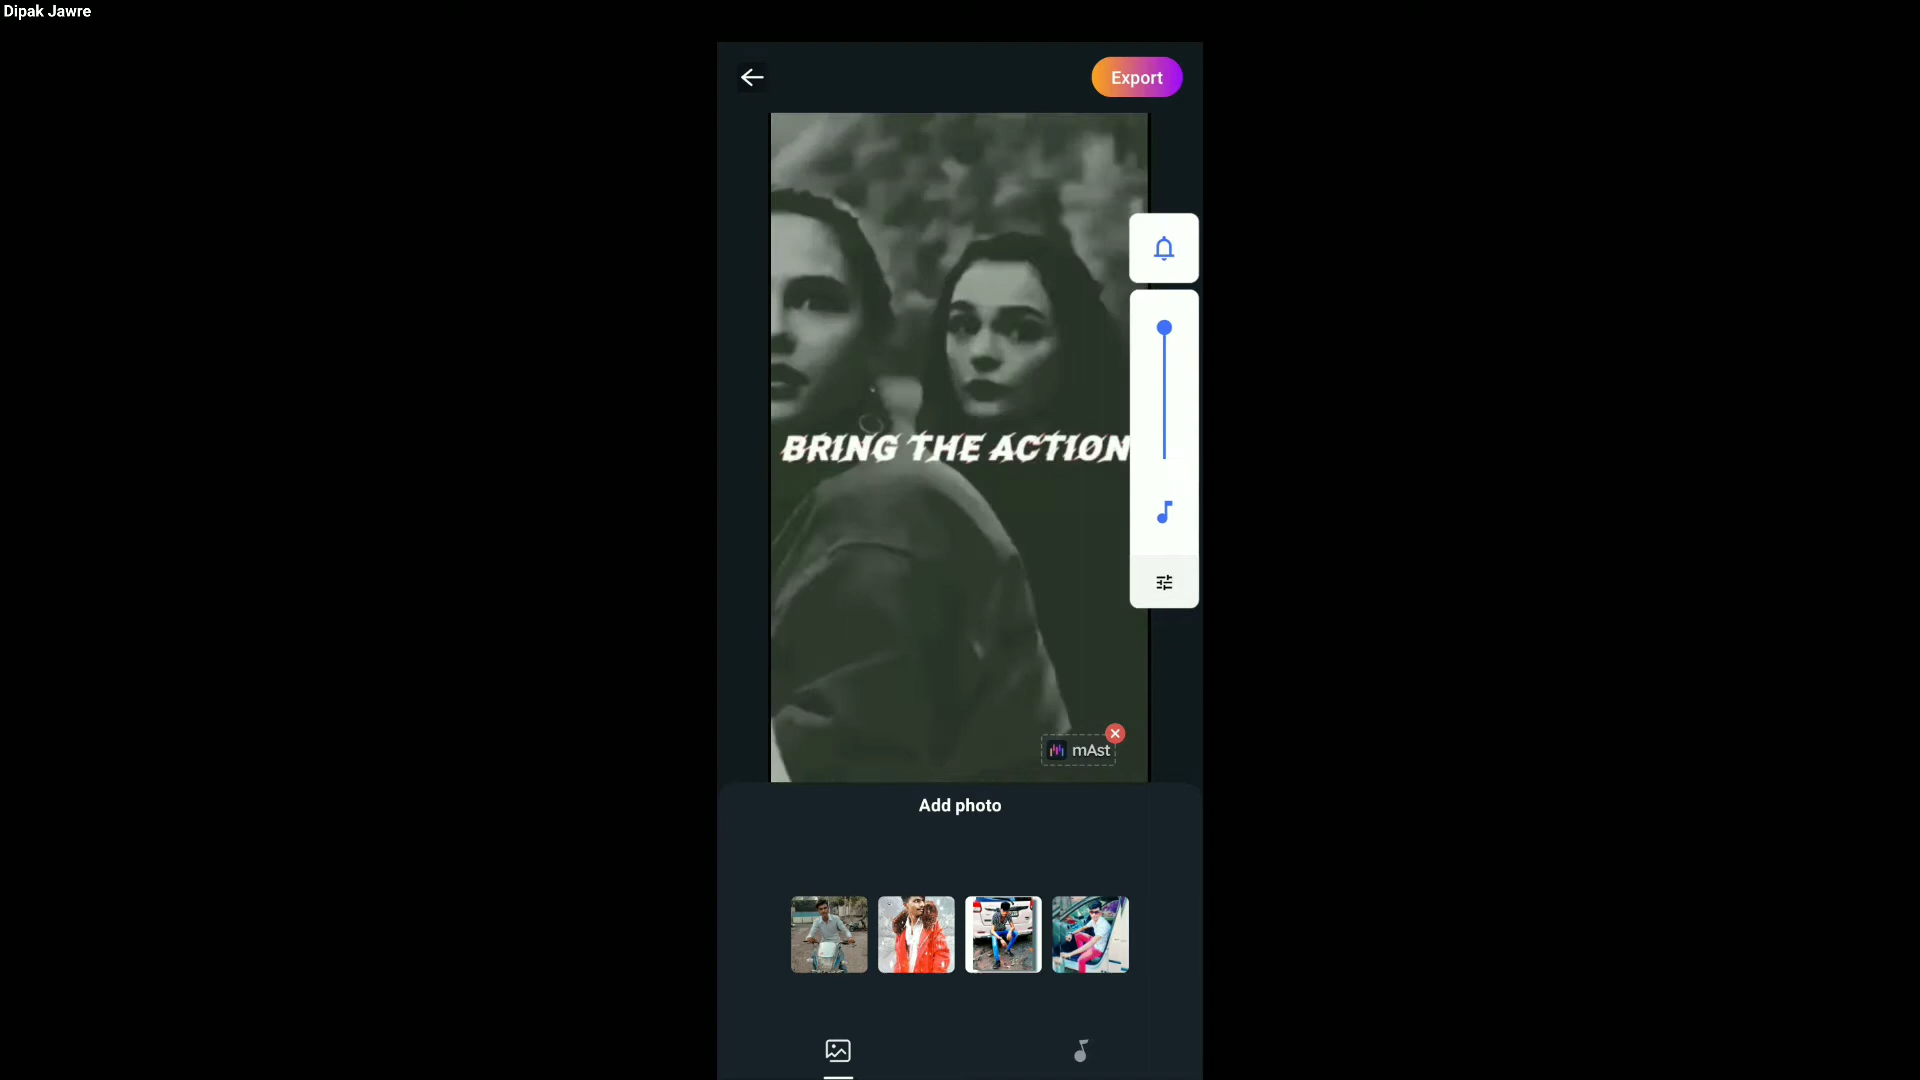 Dipak Jawre
Export
BRING THE ACTION
mAst
Add photo